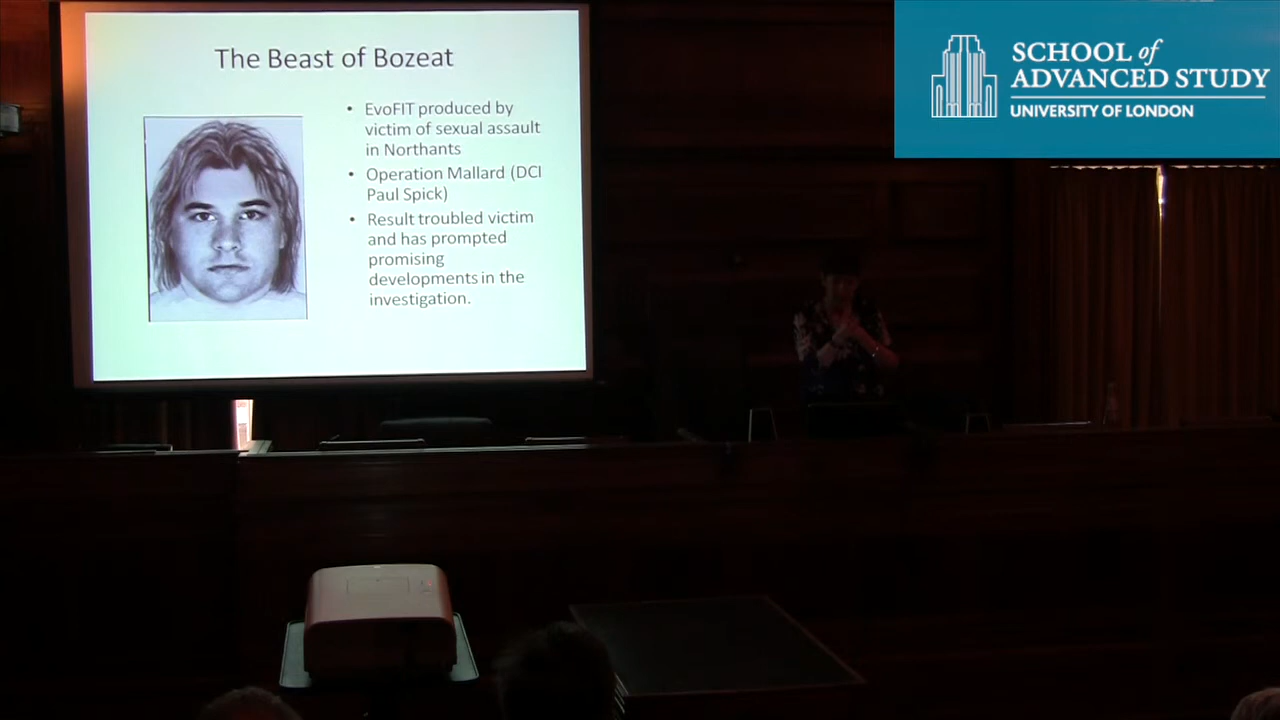 The Beast of Bozeat
• EvoFIT produced by
victim of sexual assault
in Northants
• Operation Mallard (DCI
Paul Spick)
• Result troubled victim
and has prompted
promising
developments in the
investigation.
SCHOOL of
ADVANCED STUDY
UNIVERSITY OF LONDON